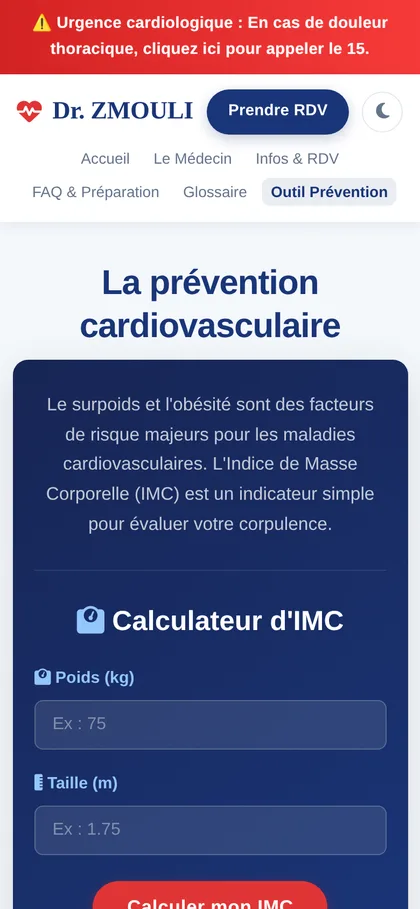 ⚠️ Urgence cardiologique : En cas de douleur
thoracique, cliquez ici pour appeler le 15.
Dr. ZMOULI
Prendre RDV
Accueil Le Médecin Infos & RDV
FAQ & Préparation Glossaire Outil Prévention
La prévention
cardiovasculaire
Le surpoids et l'obésité sont des facteurs
de risque majeurs pour les maladies
cardiovasculaires. L'Indice de Masse
Corporelle (IMC) est un indicateur simple
pour évaluer votre corpulence.
Calculateur d'IMC
Poids (kg)
Ex : 75
Taille (m)
Ex : 1.75
Calculer mon IMC